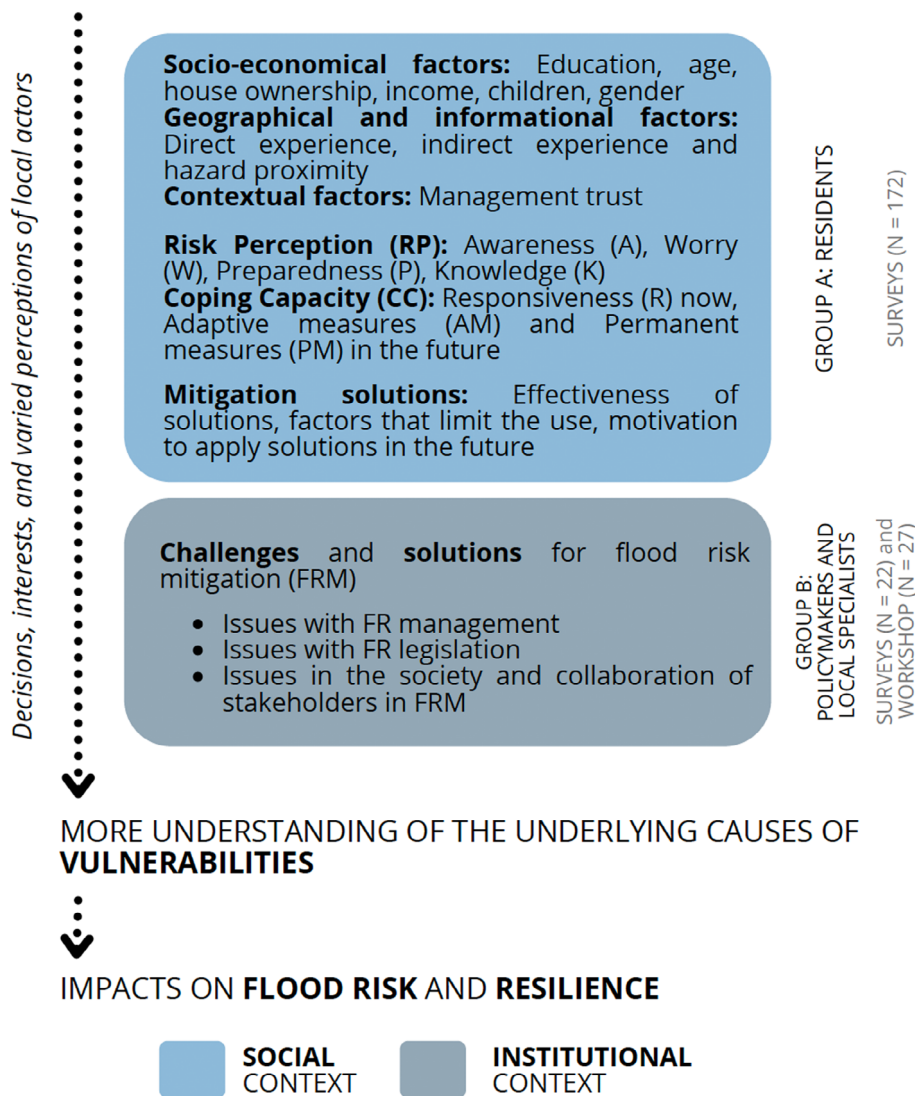 Decisions, interests, and varied perceptions of local actors
Socio-economical factors: Education, age,
house ownership, income, children, gender
Geographical and informational factors:
Direct experience, indirect experience and
hazard proximity
Contextual factors: Management trust
Risk Perception (RP): Awareness (A), Worry
(W), Preparedness (P), Knowledge (K)
Coping Capacity (CC): Responsiveness (R) now,
Adaptive measures (AM) and Permanent
measures (PM) in the future
Mitigation solutions: Effectiveness of
solutions, factors that limit the use, motivation
to apply solutions in the future
GROUP A: RESIDENTS
SURVEYS (N = 172)
Challenges and solutions for flood risk
mitigation (FRM)
• Issues with FR management
• Issues with FR legislation
• Issues in the society and collaboration of
stakeholders in FRM
GROUP B:
POLICYMAKERS AND
LOCAL SPECIALISTS
SURVEYS (N = 22) and
WORKSHOP (N = 27)
MORE UNDERSTANDING OF THE UNDERLYING CAUSES OF
VULNERABILITIES
IMPACTS ON FLOOD RISK AND RESILIENCE
SOCIAL
CONTEXT
INSTITUTIONAL
CONTEXT